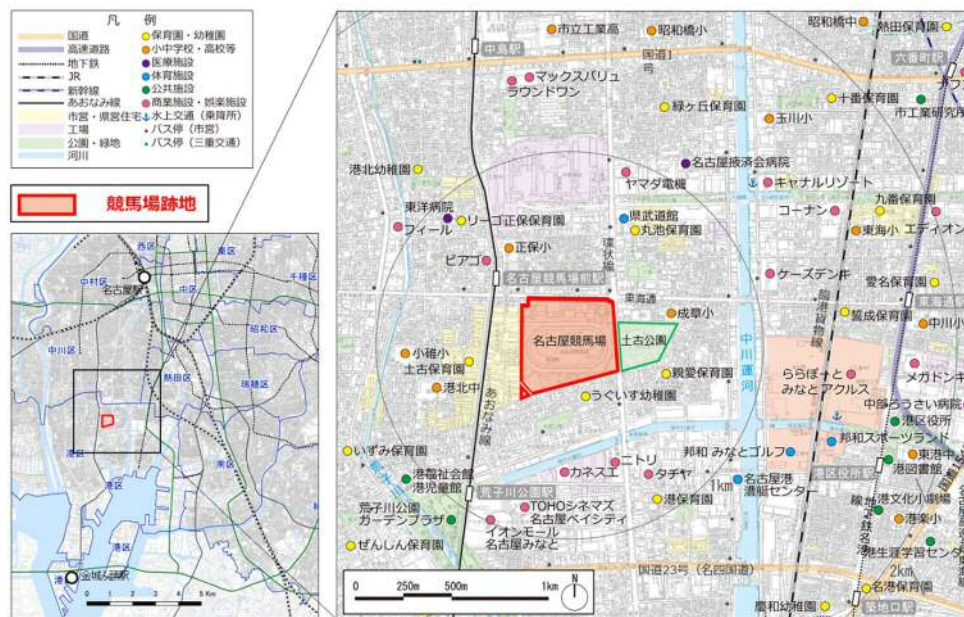 凡 例
国道
高速道路
地下鉄
JR
新幹線
あおなみ線
市営・県営住宅
工場
公園・緑地
河川
保育園・幼稚園
小中学校・高校等
医療施設
体育施設
公共施設
商業施設・娯楽施設
水上交通(乗降所)
バス停(市営)
バス停(三重交通)
競馬場跡地
西区
東区
千種区
中村区
名古屋駅
中区
昭和区
中川区
熱田区
瑞穂区
港区
南区
港区
金城ふ頭駅
0 1 2 3 4 5 Km
中島駅
市立工業高
昭和橋小
昭和橋中
熱田保育園
国道1号
六番町駅
マックスバリュ
ラウンドワン
緑ヶ丘保育園
十番保育園
市工業研究所
玉川小
港北幼稚園
名古屋掖済会病院
ヤマダ電機
キャナルリゾート
東洋病院
フィール
リーゴ正保保育園
県武道館
丸池保育園
コーナン
九番保育園
東海小
エディオン
正保小
ピアゴ
名古屋競馬場前駅
環状線
ケーズデンキ
愛名保育園
東海通
東海通駅
成章小
臨港貨物線
誓成保育園
中川小
名古屋競馬場
土古公園
中川運河
小碓小
土古保育園
港北中
親愛保育園
ららぽーと
みなとアクルス
メガドンキ
うぐいす幼稚園
あおなみ線
中部ろうさい病院
港区役所
邦和スポーツランド
いずみ保育園
邦和 みなとゴルフ
東港中
港図書館
港区役所
ニトリ
カネスエ
タチヤ
1km
名古屋港
漕艇センター
港福祉会館
港児童館
荒子川公園駅
港保育園
港文化小劇場
荒子川公園
ガーデンプラザ
TOHOシネマズ
名古屋ベイシティ
イオンモール
名古屋みなと
港楽小
港生涯学習センター
ぜんしん保育園
国道23号(名四国道)
2km
名港保育園
0 250m 500m 1km
N
慶和幼稚園
築地口駅